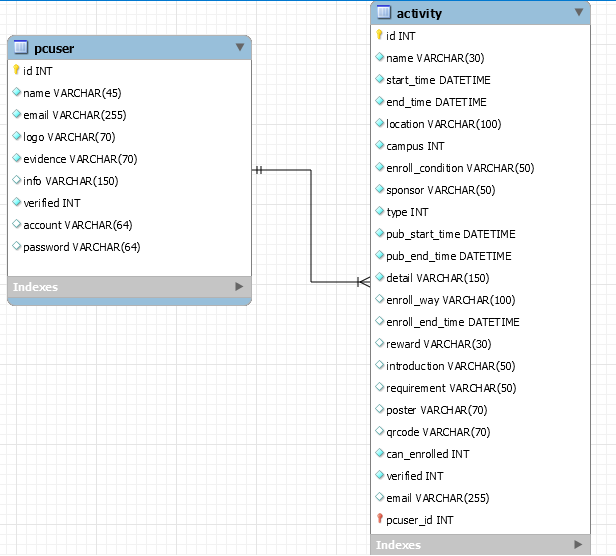 pcuser
id INT
name VARCHAR(45)
email VARCHAR(255)
logo VARCHAR(70)
evidence VARCHAR(70)
info VARCHAR(150)
verified INT
account VARCHAR(64)
password VARCHAR(64)
Indexes
activity
id INT
name VARCHAR(30)
start_time DATETIME
end_time DATETIME
location VARCHAR(100)
campus INT
enroll_condition VARCHAR(50)
sponsor VARCHAR(50)
type INT
pub_start_time DATETIME
pub_end_time DATETIME
detail VARCHAR(150)
enroll_way VARCHAR(100)
enroll_end_time DATETIME
reward VARCHAR(30)
introduction VARCHAR(50)
requirement VARCHAR(50)
poster VARCHAR(70)
qrcode VARCHAR(70)
can_enrolled INT
verified INT
email VARCHAR(255)
pcuser_id INT
Indexes